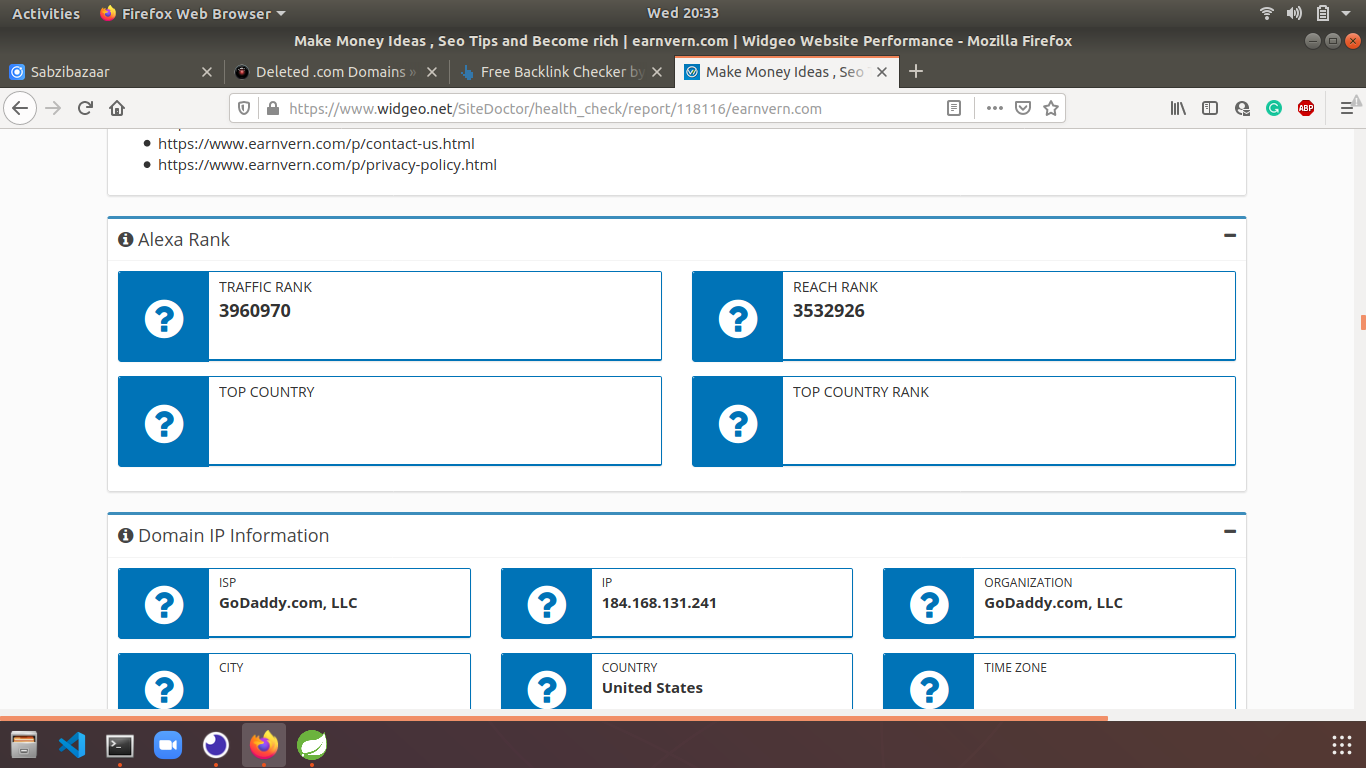 Activities Firefox Web Browser Wed 20:33
Make Money Ideas , Seo Tips and Become rich | earnvern.com | Widgeo Website Performance - Mozilla Firefox
Sabzibazaar Deleted .com Domains » Free Backlink Checker by Make Money Ideas , Seo
https://www.widgeo.net/SiteDoctor/health_check/report/118116/earnvern.com
ABP
https://www.earnvern.com/p/contact-us.html
https://www.earnvern.com/p/privacy-policy.html
Alexa Rank
TRAFFIC RANK
3960970
REACH RANK
3532926
TOP COUNTRY
TOP COUNTRY RANK
Domain IP Information
ISP
GoDaddy.com, LLC
IP
184.168.131.241
ORGANIZATION
GoDaddy.com, LLC
CITY
COUNTRY
United States
TIME ZONE